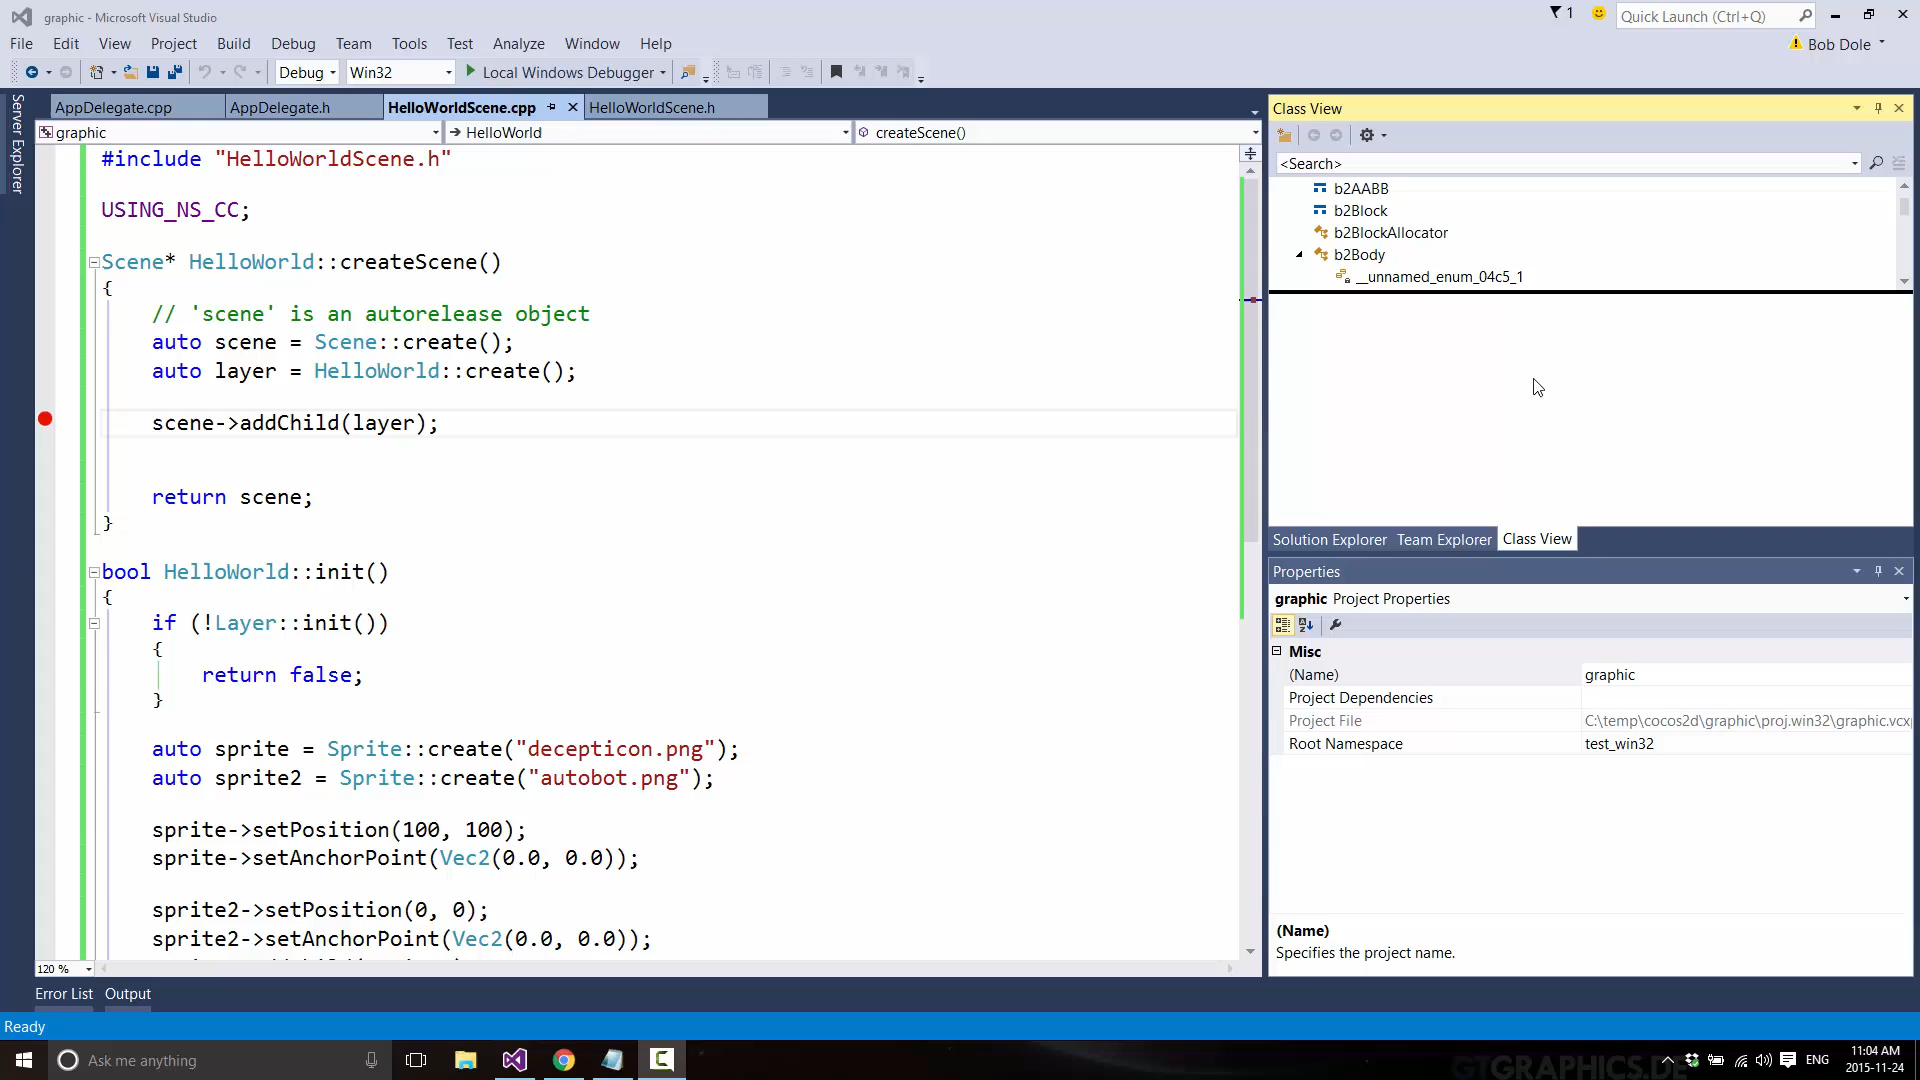 graphic - Microsoft Visual Studio
1
Quick Launch (Ctrl+Q)
File Edit View Project Build Debug Team Tools Test Analyze Window Help
Bob Dole
Debug Win32 Local Windows Debugger
Server Explorer
AppDelegate.cpp AppDelegate.h HelloWorldScene.cpp HelloWorldScene.h
graphic HelloWorld createScene()
#include "HelloWorldScene.h"
USING_NS_CC;
Scene* HelloWorld::createScene()
{
// 'scene' is an autorelease object
auto scene = Scene::create();
auto layer = HelloWorld::create();
scene->addChild(layer);
return scene;
}
bool HelloWorld::init()
{
if (!Layer::init())
{
return false;
}
auto sprite = Sprite::create("decepticon.png");
auto sprite2 = Sprite::create("autobot.png");
sprite->setPosition(100, 100);
sprite->setAnchorPoint(Vec2(0.0, 0.0));
sprite2->setPosition(0, 0);
sprite2->setAnchorPoint(Vec2(0.0, 0.0));
120 %
Class View
<Search>
b2AABB
b2Block
b2BlockAllocator
b2Body
__unnamed_enum_04c5_1
Solution Explorer Team Explorer Class View
Properties
graphic Project Properties
Misc
(Name) graphic
Project Dependencies
Project File C:\temp\cocos2d\graphic\proj.win32\graphic.vcxp
Root Namespace test_win32
(Name)
Specifies the project name.
Error List Output
Ready
Ask me anything
GTGRAPHICS.DE
ENG
11:04 AM
2015-11-24